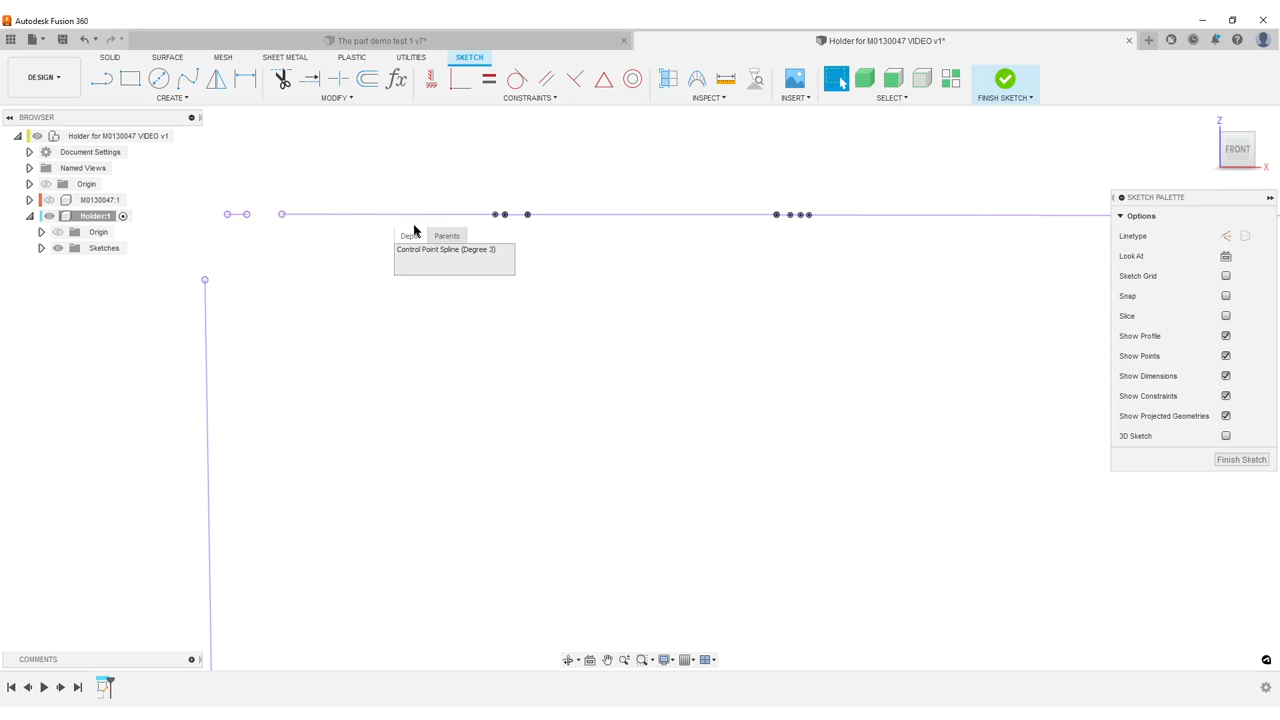 Autodesk Fusion 360
The part demo test 1 v7*
Holder for M0130047 VIDEO v1*
SOLID
SURFACE
MESH
SHEET METAL
PLASTIC
UTILITIES
SKETCH
DESIGN
CREATE
MODIFY
CONSTRAINTS
INSPECT
INSERT
SELECT
FINISH SKETCH
BROWSER
Holder for M0130047 VIDEO v1
Document Settings
Named Views
Origin
M0130047:1
Holder:1
Origin
Sketches
Parents
Control Point Spline (Degree 3)
Z
FRONT
X
SKETCH PALETTE
Options
Linetype
Look At
Sketch Grid
Snap
Slice
Show Profile
Show Points
Show Dimensions
Show Constraints
Show Projected Geometries
3D Sketch
Finish Sketch
COMMENTS